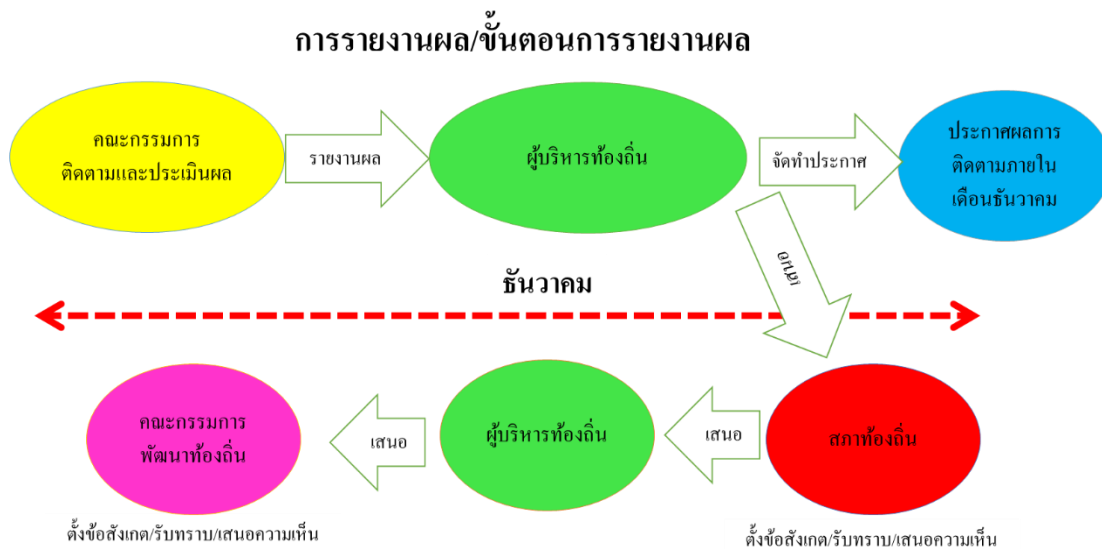 การรายงานผล/ขั้นตอนการรายงานผล
คณะกรรมการ
ติดตามและประเมินผล
รายงานผล
ผู้บริหารท้องถิ่น
จัดทำประกาศ
ประกาศผลการ
ติดตามภายใน
เดือนธันวาคม
เสนอ
ธันวาคม
สภาท้องถิ่น
เสนอ
ผู้บริหารท้องถิ่น
เสนอ
คณะกรรมการ
พัฒนาท้องถิ่น
ตั้งข้อสังเกต/รับทราบ/เสนอความเห็น
ตั้งข้อสังเกต/รับทราบ/เสนอความเห็น